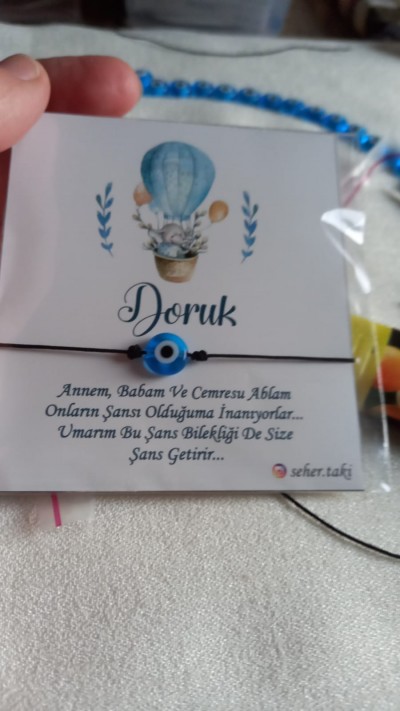 Doruk
Annem, Babam Ve Cemresu Ablam
Onların Şansı Olduğuma İnanıyorlar...
Umarım Bu Şans Bilekliği De Size
Şans Getirir...
seher.taki